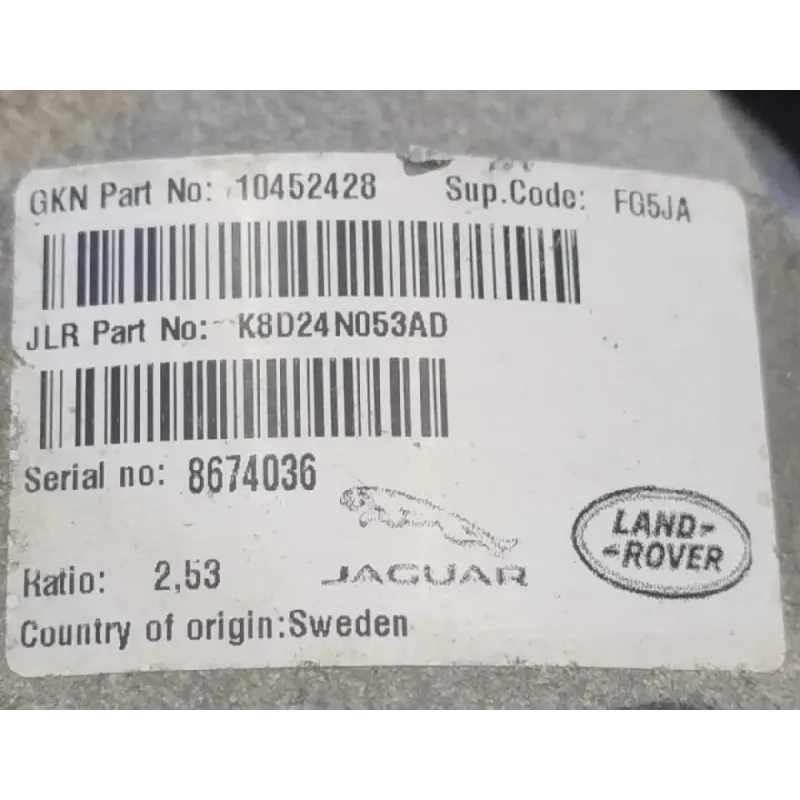 GKN Part No: 10452428 Sup.Code: FG5JA
JLR Part No: K8D24N053AD
Serial no: 8674036
JAGUAR
LAND-
-ROVER
Ratio: 2,53
Country of origin:Sweden